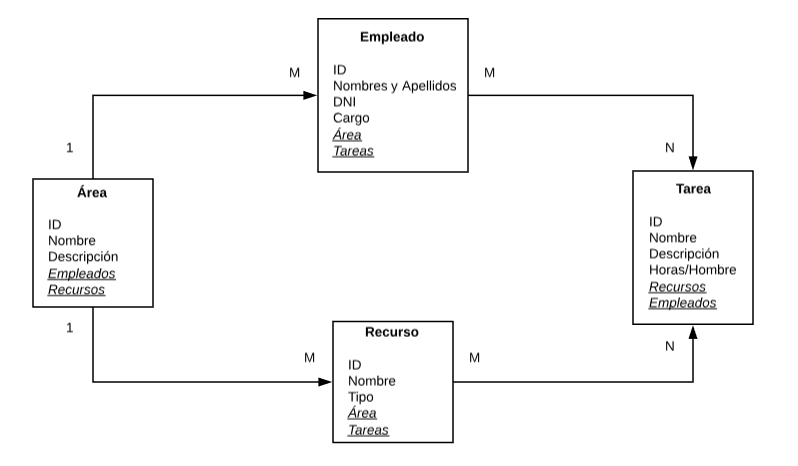 Empleado
ID
Nombres y Apellidos
DNI
Cargo
Área
Tareas
M
M
1
N
Área
ID
Nombre
Descripción
Empleados
Recursos
Tarea
ID
Nombre
Descripción
Horas/Hombre
Recursos
Empleados
1
M
M
N
Recurso
ID
Nombre
Tipo
Área
Tareas